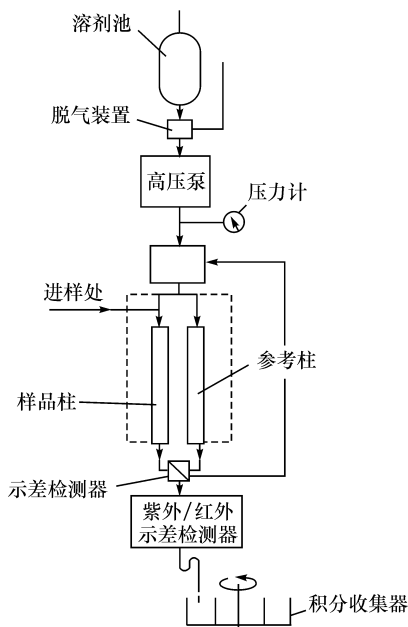 溶剂池
脱气装置
高压泵
压力计
进样处
参考柱
样品柱
示差检测器
紫外/红外
示差检测器
积分收集器